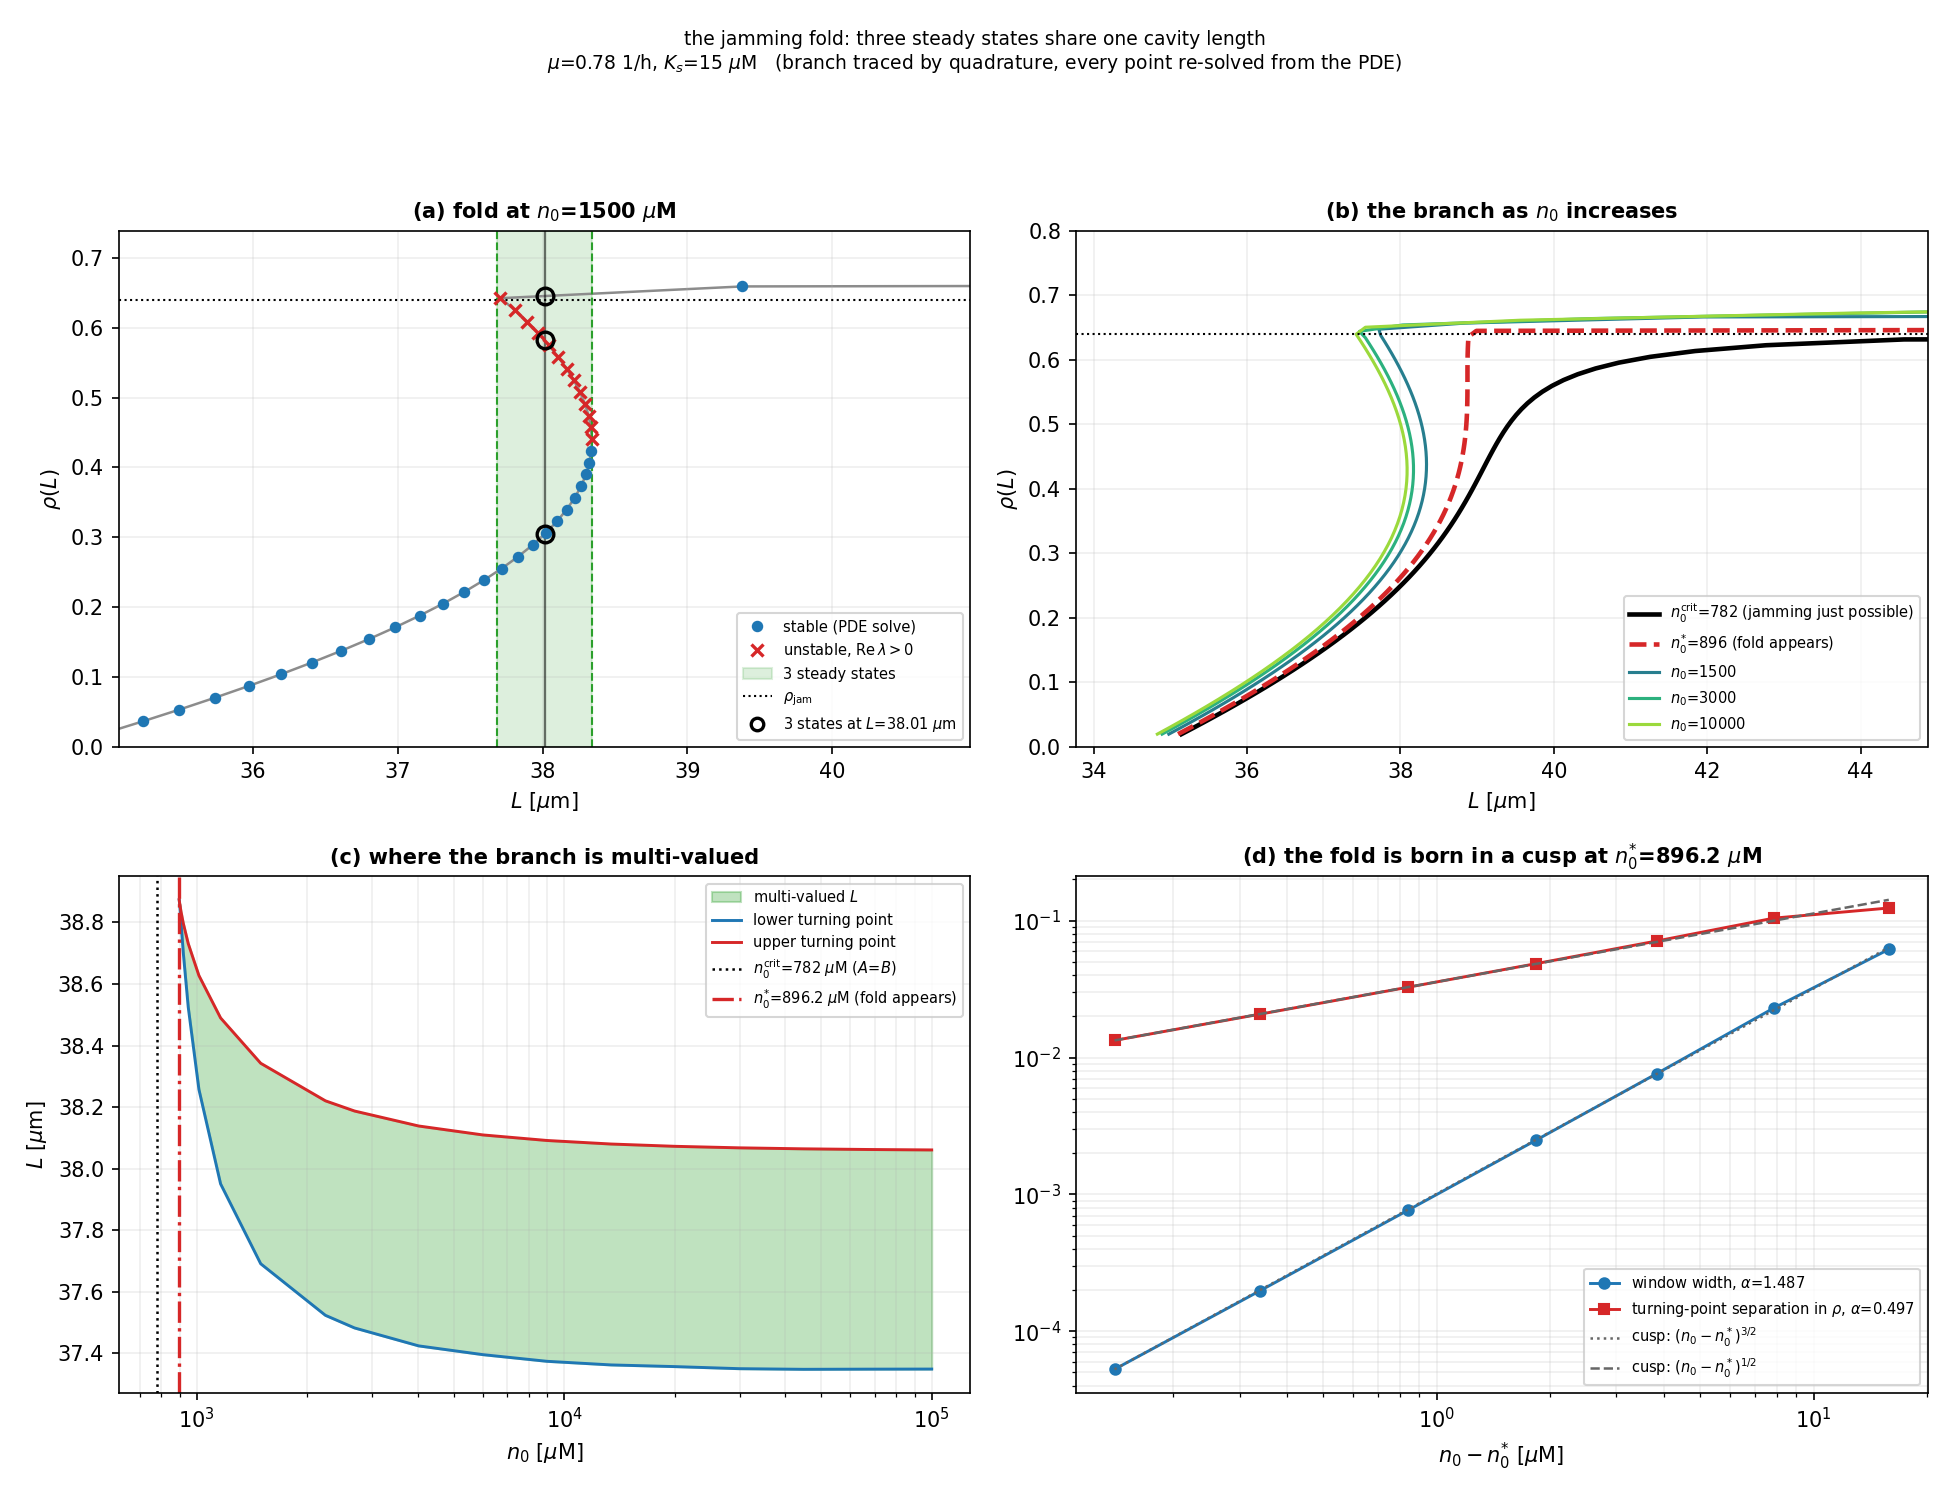 the jamming fold: three steady states share one cavity length
μ=0.78 1/h, K_s=15 μM (branch traced by quadrature, every point re-solved from the PDE)
(a) fold at n_0=1500 μM
0.7
0.6
0.5
0.4
0.3
0.2
0.1
0.0
ρ(L)
36
37
38
39
40
L [μm]
stable (PDE solve)
unstable, Re λ > 0
3 steady states
ρ_jam
3 states at L=38.01 μm
(b) the branch as n_0 increases
0.8
0.7
0.6
0.5
0.4
0.3
0.2
0.1
0.0
ρ(L)
34
36
38
40
42
44
L [μm]
n_0^crit=782 (jamming just possible)
n_0^*=896 (fold appears)
n_0=1500
n_0=3000
n_0=10000
(c) where the branch is multi-valued
38.8
38.6
38.4
38.2
38.0
37.8
37.6
37.4
L [μm]
10^3
10^4
10^5
n_0 [μM]
multi-valued L
lower turning point
upper turning point
n_0^crit=782 μM (A=B)
n_0^*=896.2 μM (fold appears)
(d) the fold is born in a cusp at n_0^*=896.2 μM
10^−1
10^−2
10^−3
10^−4
10^0
10^1
n_0 − n_0^* [μM]
window width, α=1.487
turning-point separation in ρ, α=0.497
cusp: (n_0 − n_0^*)^3/2
cusp: (n_0 − n_0^*)^1/2